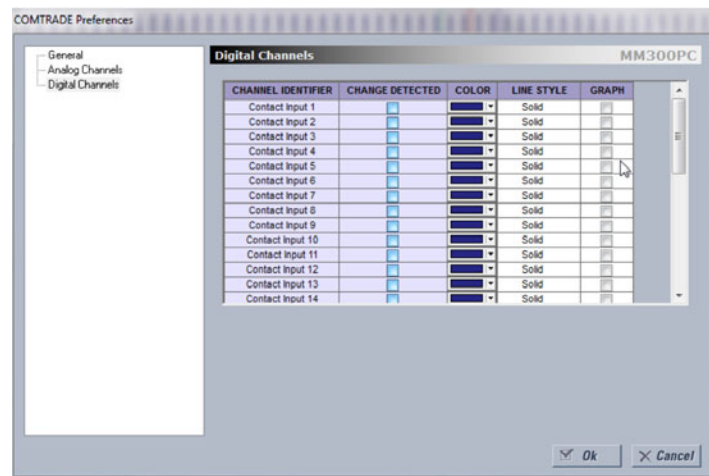 COMTRADE Preferences
General
Analog Channels
Digital Channels
Digital Channels MM300PC
CHANNEL IDENTIFIER CHANGE DETECTED COLOR LINE STYLE GRAPH
Contact Input 1 Solid
Contact Input 2 Solid
Contact Input 3 Solid
Contact Input 4 Solid
Contact Input 5 Solid
Contact Input 6 Solid
Contact Input 7 Solid
Contact Input 8 Solid
Contact Input 9 Solid
Contact Input 10 Solid
Contact Input 11 Solid
Contact Input 12 Solid
Contact Input 13 Solid
Contact Input 14 Solid
Ok Cancel